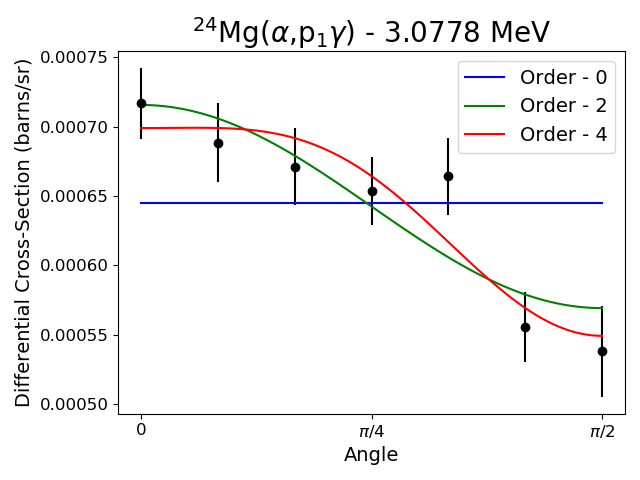 ²⁴Mg(α,p₁γ) - 3.0778 MeV
Differential Cross-Section (barns/sr)
0.00075
0.00070
0.00065
0.00060
0.00055
0.00050
Order - 0
Order - 2
Order - 4
0
π/4
π/2
Angle